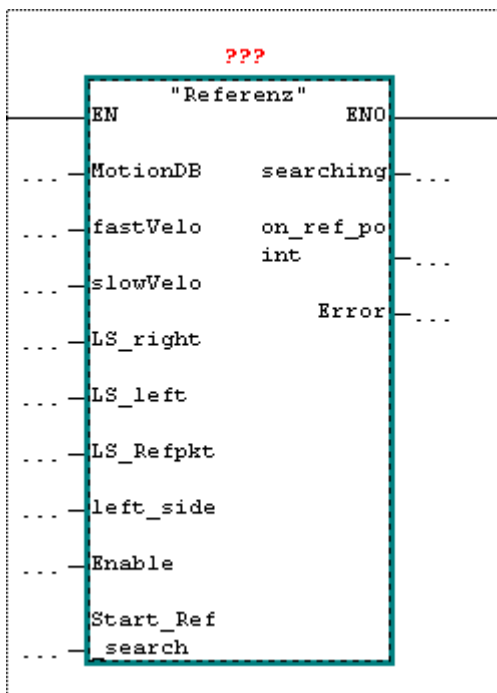 ???
"Referenz"
EN ENO
... MotionDB searching ...
... fastVelo on_ref_po
int ...
... slowVelo
Error ...
... LS_right
... LS_left
... LS_Refpkt
... left_side
... Enable
Start_Ref
... _search